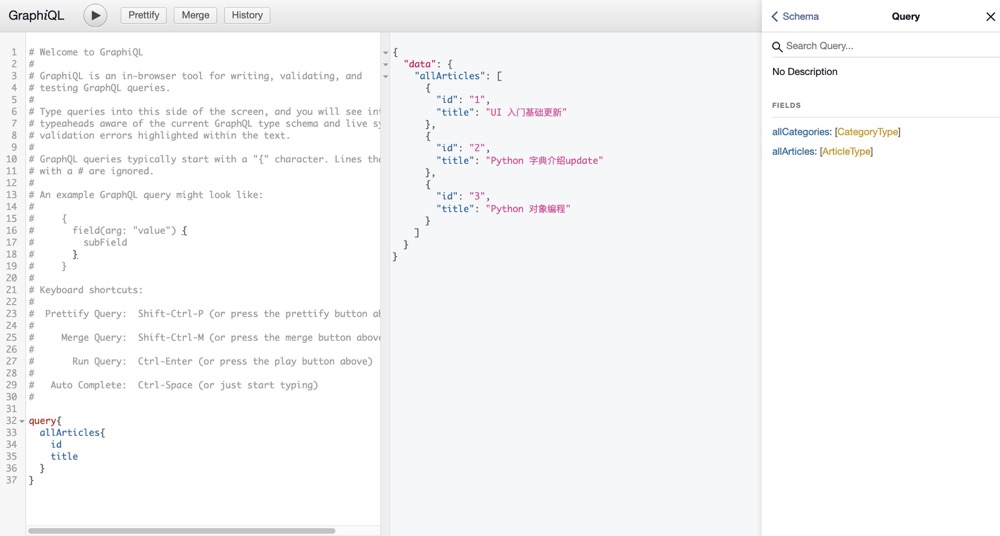 GraphiQL
Prettify
Merge
History
1 # Welcome to GraphiQL
2 #
3 # GraphiQL is an in-browser tool for writing, validating, and
4 # testing GraphQL queries.
5 #
6 # Type queries into this side of the screen, and you will see int
7 # typeaheads aware of the current GraphQL type schema and live sy
8 # validation errors highlighted within the text.
9 #
10 # GraphQL queries typically start with a "{" character. Lines tha
11 # with a # are ignored.
12 #
13 # An example GraphQL query might look like:
14 #
15 #     {
16 #       field(arg: "value") {
17 #         subField
18 #       }
19 #     }
20 #
21 # Keyboard shortcuts:
22 #
23 #  Prettify Query:  Shift-Ctrl-P (or press the prettify button ab
24 #
25 #     Merge Query:  Shift-Ctrl-M (or press the merge button above
26 #
27 #       Run Query:  Ctrl-Enter (or press the play button above)
28 #
29 #   Auto Complete:  Ctrl-Space (or just start typing)
30 #
31
32 query{
33   allArticles{
34     id
35     title
36   }
37 }
{
  "data": {
    "allArticles": [
      {
        "id": "1",
        "title": "UI 入门基础更新"
      },
      {
        "id": "2",
        "title": "Python 字典介绍update"
      },
      {
        "id": "3",
        "title": "Python 对象编程"
      }
    ]
  }
}
Schema
Query
Search Query...
No Description
FIELDS
allCategories: [CategoryType]
allArticles: [ArticleType]